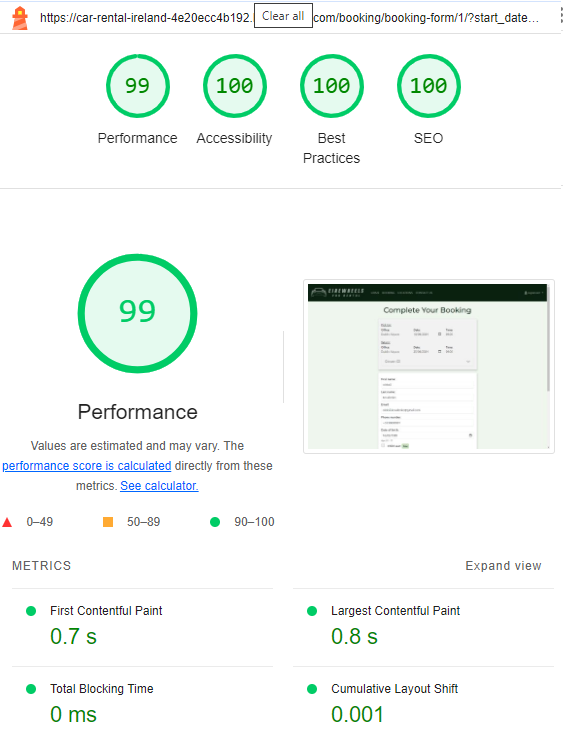 https://car-rental-ireland-4e20ecc4b192. Clear all com/booking/booking-form/1/?start_date...
99 100 100 100
Performance Accessibility Best Practices SEO
99
Performance
Values are estimated and may vary. The
performance score is calculated directly from these
metrics. See calculator.
0–49 50–89 90–100
Complete Your Booking
METRICS Expand view
First Contentful Paint
0.7 s
Largest Contentful Paint
0.8 s
Total Blocking Time
0 ms
Cumulative Layout Shift
0.001